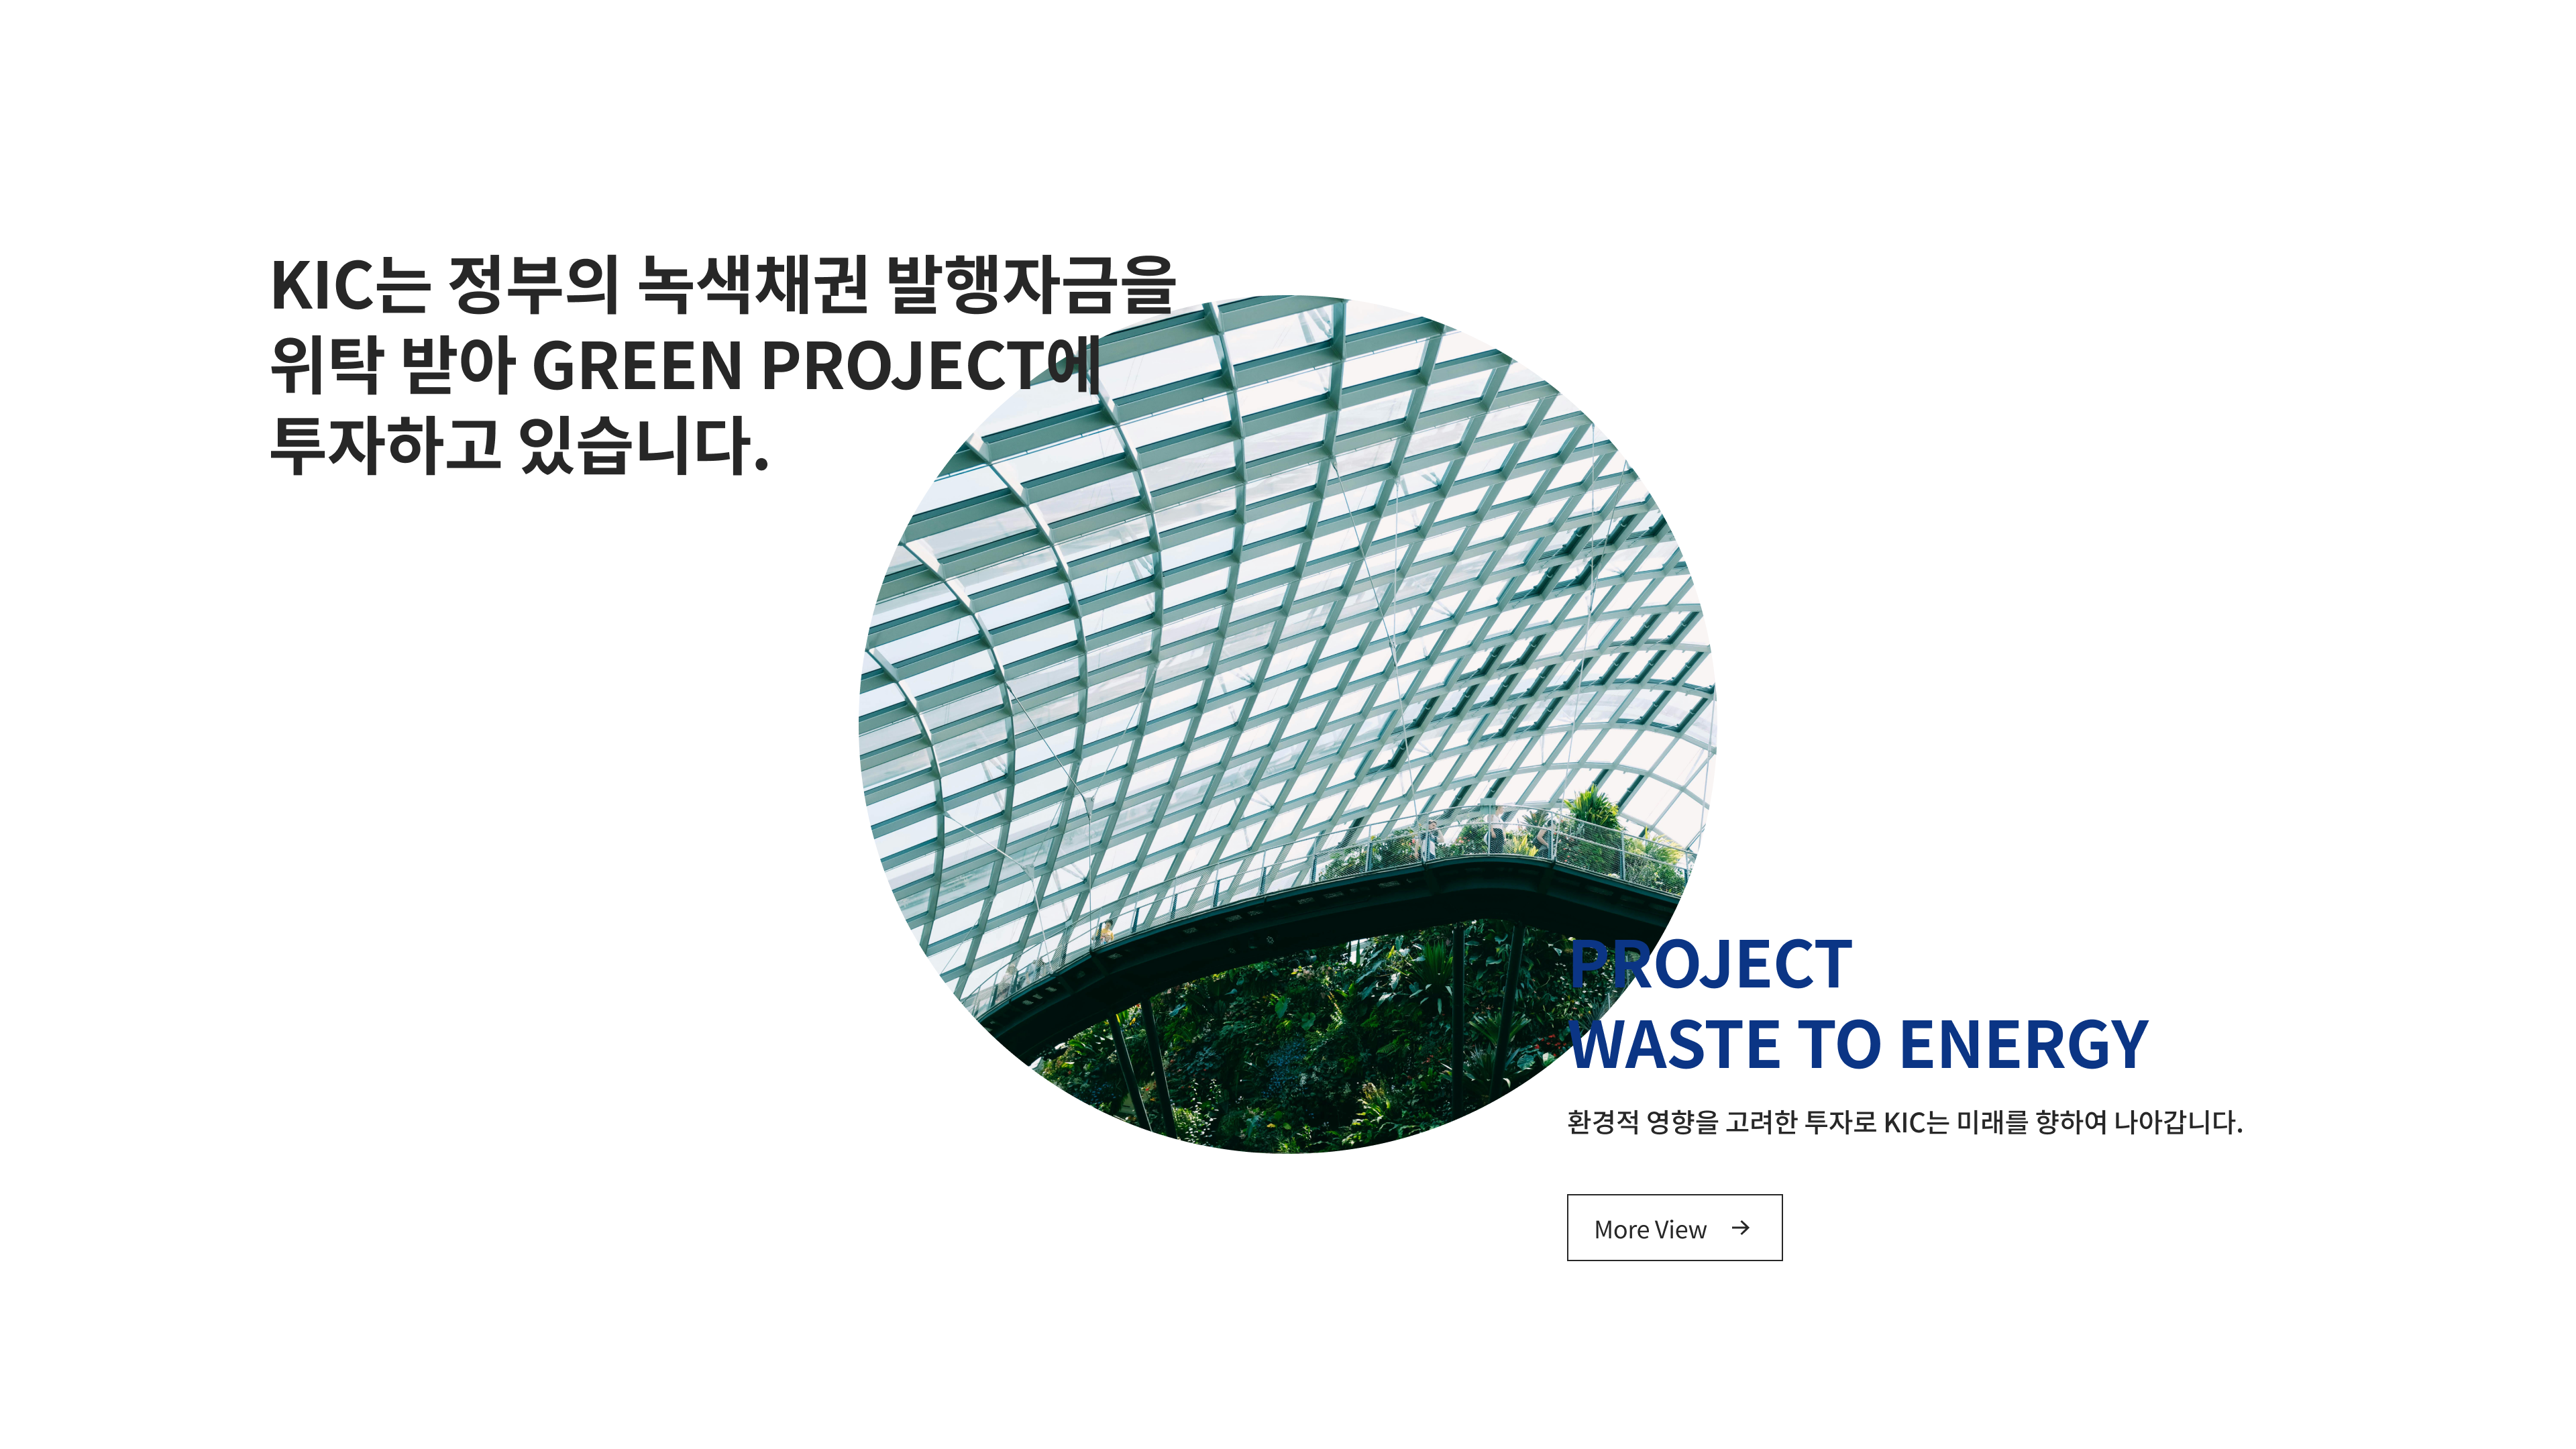 KIC는 정부의 녹색채권 발행자금을
위탁 받아 GREEN PROJECT에
투자하고 있습니다.
PROJECT
WASTE TO ENERGY
환경적 영향을 고려한 투자로 KIC는 미래를 향하여 나아갑니다.
More View →